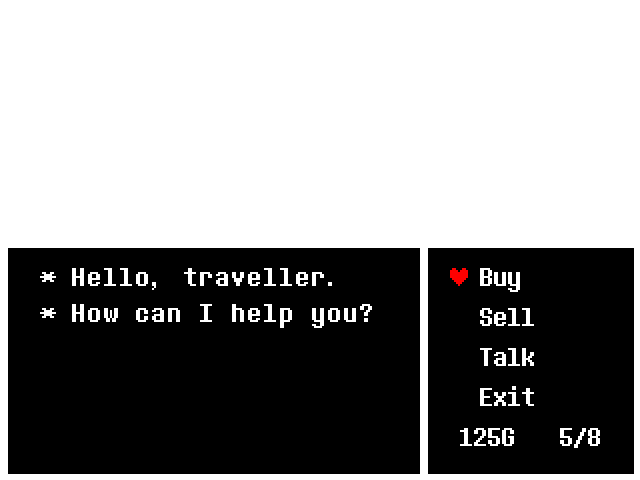 * Hello, traveller.
* How can I help you?
Buy
Sell
Talk
Exit
125G 5/8